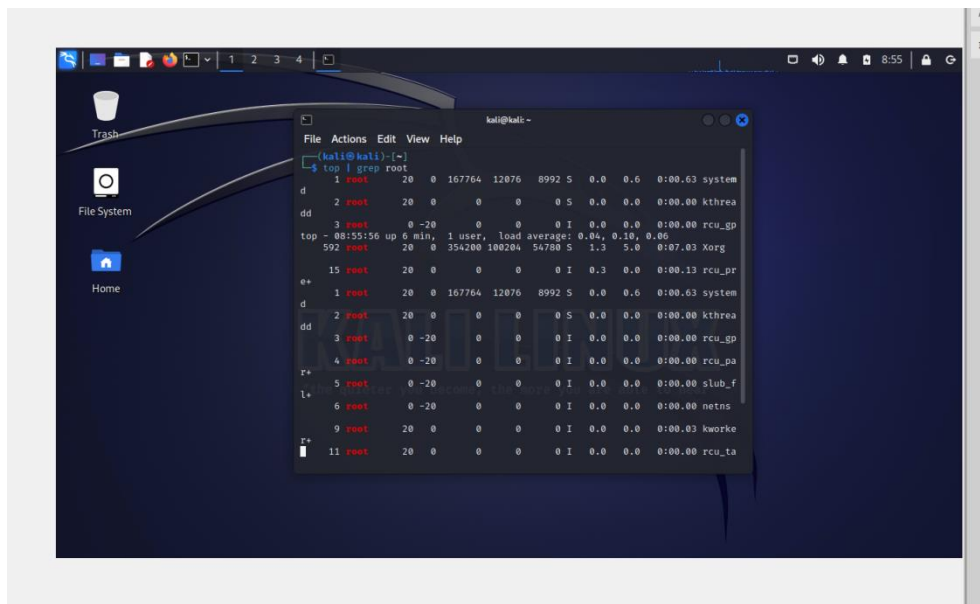 1 2 3 4 8:55
Trash
File System
Home
kali@kali: ~
File Actions Edit View Help
(kali㉿kali)-[~]
$ top | grep root
1 root 20 0 167764 12076 8992 S 0.0 0.6 0:00.63 system
d
2 root 20 0 0 0 0 S 0.0 0.0 0:00.00 kthrea
dd
3 root 0 -20 0 0 0 I 0.0 0.0 0:00.00 rcu_gp
top - 08:55:56 up 6 min, 1 user, load average: 0.04, 0.10, 0.06
592 root 20 0 354200 100204 54780 S 1.3 5.0 0:07.03 Xorg
15 root 20 0 0 0 0 I 0.3 0.0 0:00.13 rcu_pr
e+
1 root 20 0 167764 12076 8992 S 0.0 0.6 0:00.63 system
d
2 root 20 0 0 0 0 S 0.0 0.0 0:00.00 kthrea
dd
3 root 0 -20 0 0 0 I 0.0 0.0 0:00.00 rcu_gp
4 root 0 -20 0 0 0 I 0.0 0.0 0:00.00 rcu_pa
r+
5 root 0 -20 0 0 0 I 0.0 0.0 0:00.00 slub_f
l+
6 root 0 -20 0 0 0 I 0.0 0.0 0:00.00 netns
9 root 20 0 0 0 0 I 0.0 0.0 0:00.03 kworke
r+
11 root 20 0 0 0 0 I 0.0 0.0 0:00.00 rcu_ta
KALI LINUX